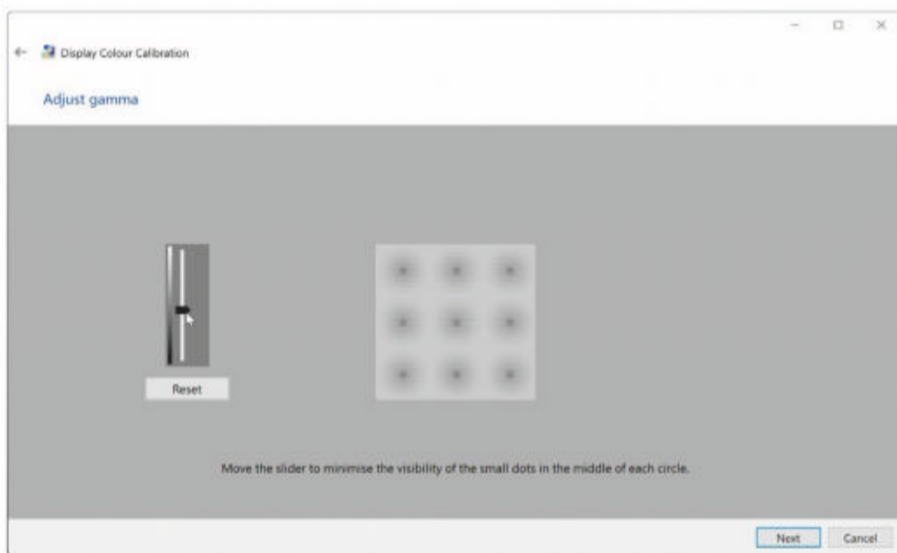 Display Colour Calibration
Adjust gamma
Reset
Move the slider to minimise the visibility of the small dots in the middle of each circle.
Next Cancel